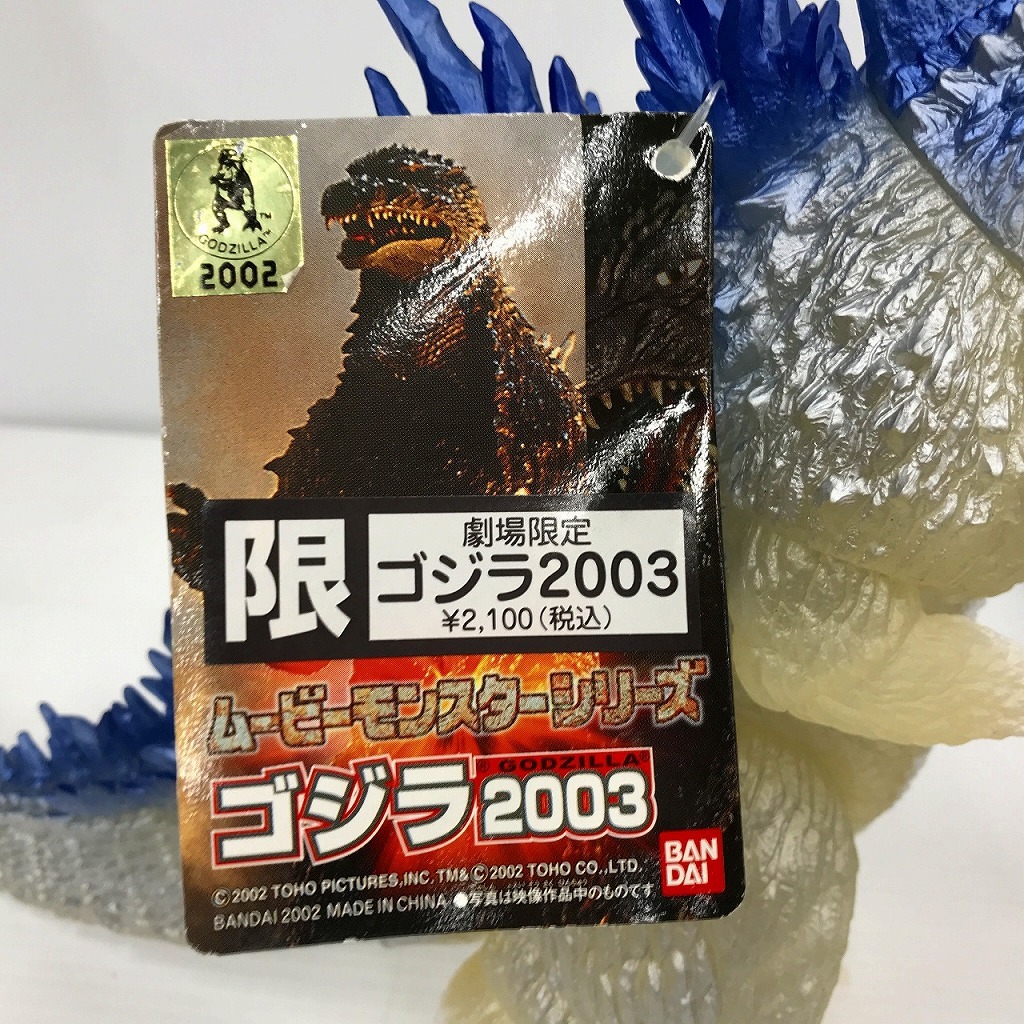 GODZILLA™
™
2002
限
劇場限定
ゴジラ2003
¥2,100(税込)
ムービーモンスターシリーズ
® GODZILLA®
ゴジラ2003
BAN
DAI
©2002 TOHO PICTURES,INC.TM&©2002 TOHO CO.,LTD.
BANDAI 2002 MADE IN CHINA ●写真は映像作品中のものです